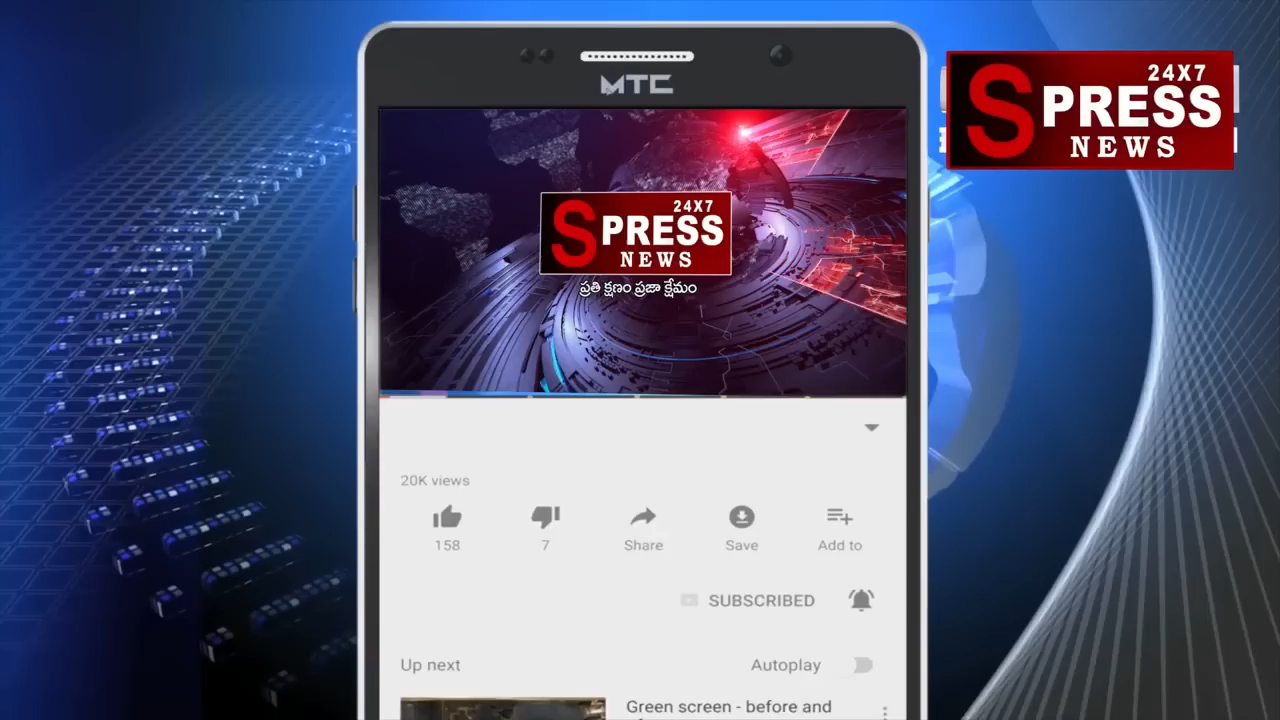 MTC
24X7
SPRESS
NEWS
24X7
SPRESS
NEWS
ప్రతి క్షణం ప్రజా క్షేమం
20K views
158
7
Share
Save
Add to
SUBSCRIBED
Up next
Autoplay
Green screen - before and